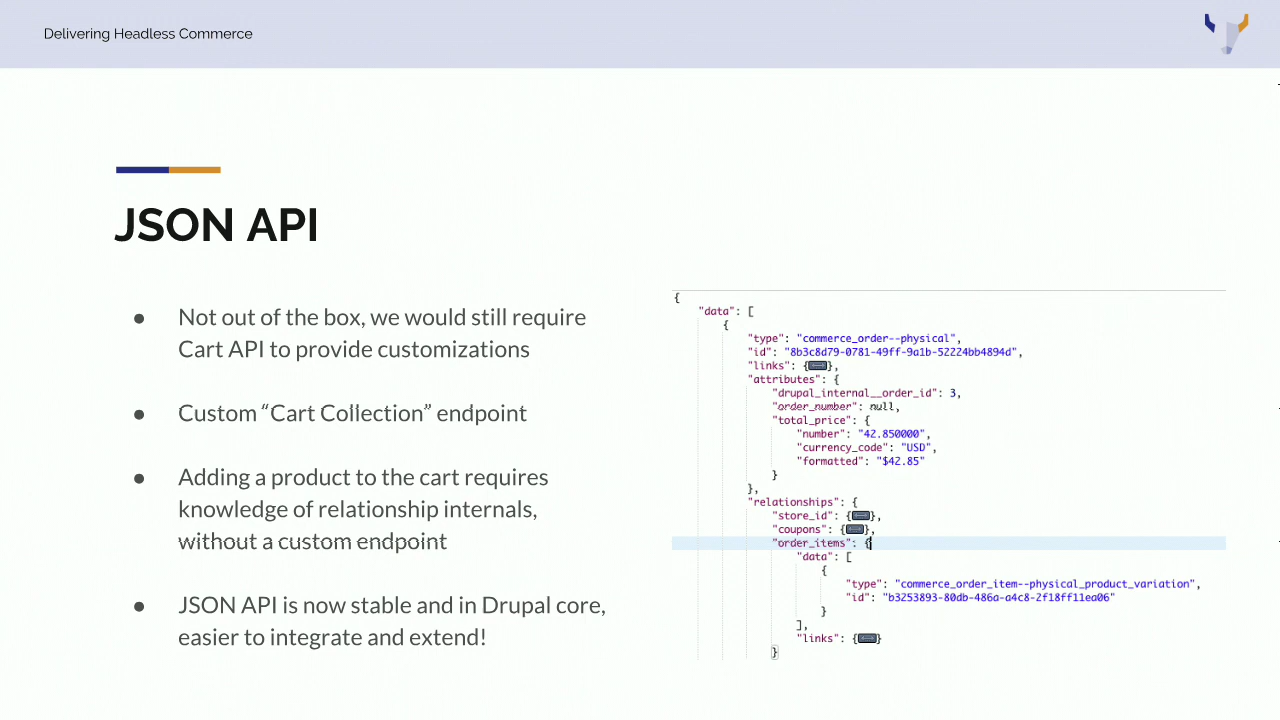 Delivering Headless Commerce
JSON API
● Not out of the box, we would still require
Cart API to provide customizations
● Custom “Cart Collection” endpoint
● Adding a product to the cart requires
knowledge of relationship internals,
without a custom endpoint
● JSON API is now stable and in Drupal core,
easier to integrate and extend!
{
"data": [
{
"type": "commerce_order--physical",
"id": "8b3c8d79-0781-49ff-9a1b-52224bb4894d",
"links": {↔},
"attributes": {
"drupal_internal__order_id": 3,
"order_number": null,
"total_price": {
"number": "42.850000",
"currency_code": "USD",
"formatted": "$42.85"
}
},
"relationships": {
"store_id": {↔},
"coupons": {↔},
"order_items": {
"data": [
{
"type": "commerce_order_item--physical_product_variation",
"id": "b3253893-80db-486a-a4c8-2f18ff11ea06"
}
],
"links": {↔}
}